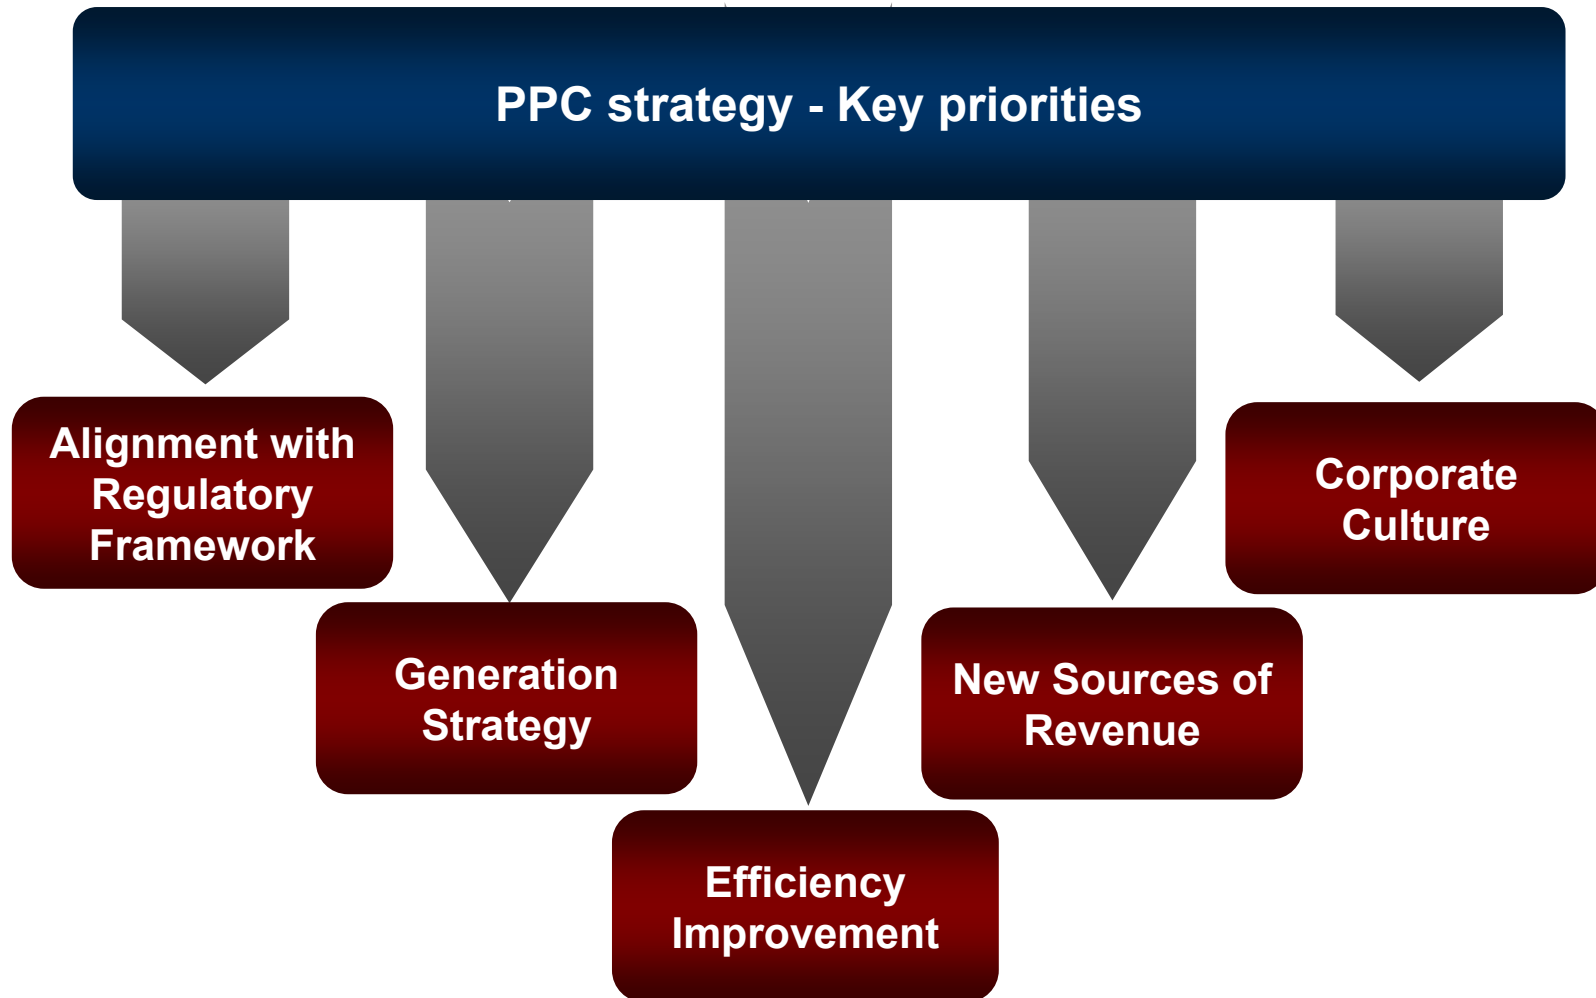 PPC strategy - Key priorities
Alignment with
Regulatory
Framework
Generation
Strategy
Efficiency
Improvement
New Sources of
Revenue
Corporate
Culture